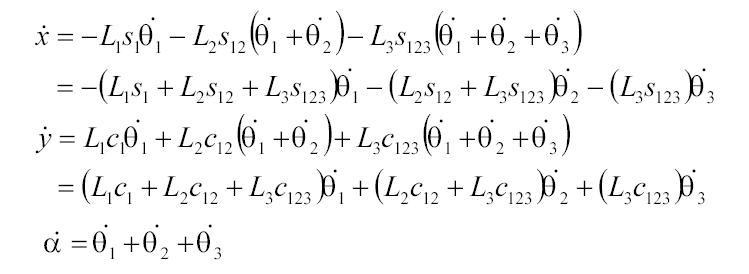 ẋ = −L₁s₁θ̇₁ − L₂s₁₂(θ̇₁ + θ̇₂) − L₃s₁₂₃(θ̇₁ + θ̇₂ + θ̇₃)
= −(L₁s₁ + L₂s₁₂ + L₃s₁₂₃)θ̇₁ − (L₂s₁₂ + L₃s₁₂₃)θ̇₂ − (L₃s₁₂₃)θ̇₃
ẏ = L₁c₁θ̇₁ + L₂c₁₂(θ̇₁ + θ̇₂) + L₃c₁₂₃(θ̇₁ + θ̇₂ + θ̇₃)
= (L₁c₁ + L₂c₁₂ + L₃c₁₂₃)θ̇₁ + (L₂c₁₂ + L₃c₁₂₃)θ̇₂ + (L₃c₁₂₃)θ̇₃
α̇ = θ̇₁ + θ̇₂ + θ̇₃